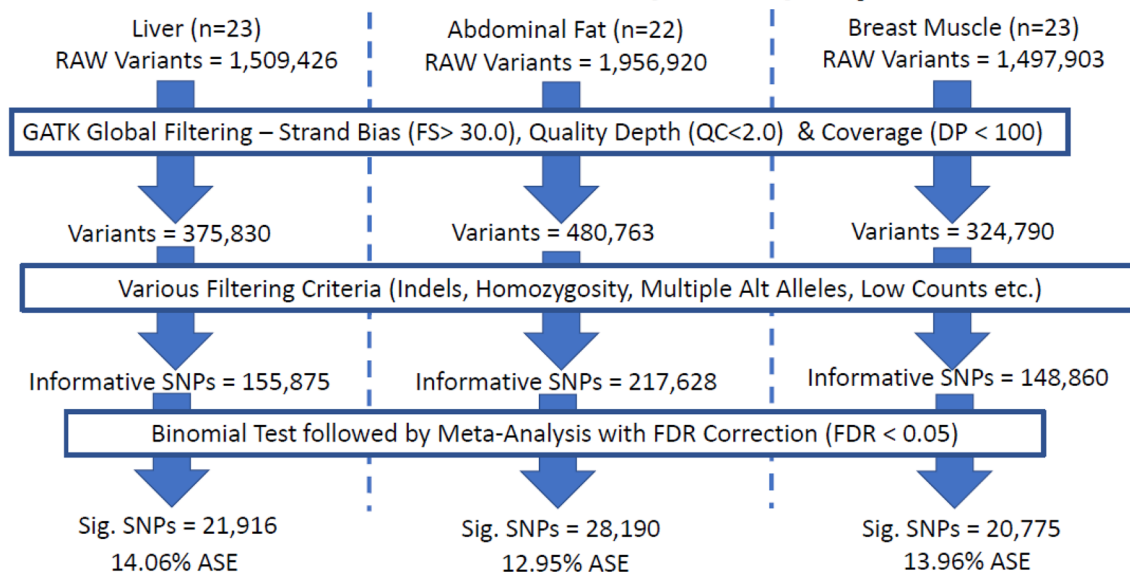 Liver (n=23)
RAW Variants = 1,509,426
Abdominal Fat (n=22)
RAW Variants = 1,956,920
Breast Muscle (n=23)
RAW Variants = 1,497,903
GATK Global Filtering – Strand Bias (FS> 30.0), Quality Depth (QC<2.0) & Coverage (DP < 100)
Variants = 375,830
Variants = 480,763
Variants = 324,790
Various Filtering Criteria (Indels, Homozygosity, Multiple Alt Alleles, Low Counts etc.)
Informative SNPs = 155,875
Informative SNPs = 217,628
Informative SNPs = 148,860
Binomial Test followed by Meta-Analysis with FDR Correction (FDR < 0.05)
Sig. SNPs = 21,916
14.06% ASE
Sig. SNPs = 28,190
12.95% ASE
Sig. SNPs = 20,775
13.96% ASE